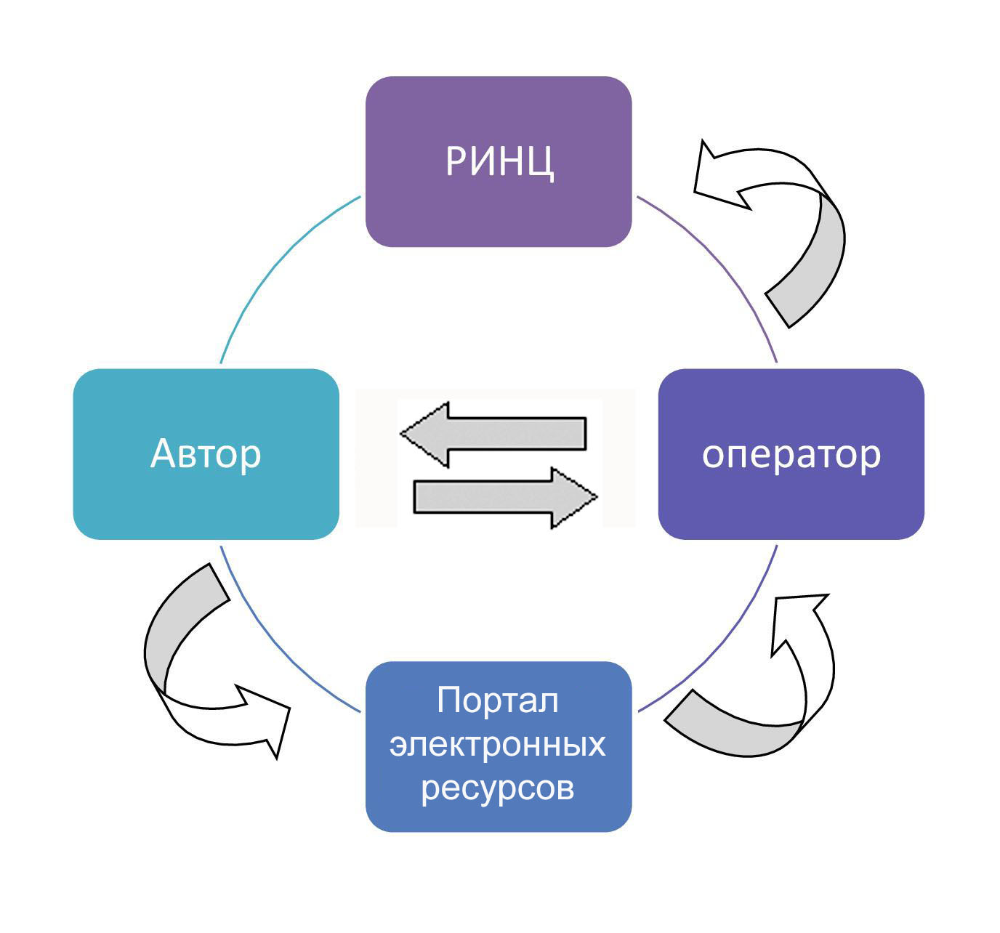 РИНЦ
Автор
оператор
Портал
электронных
ресурсов